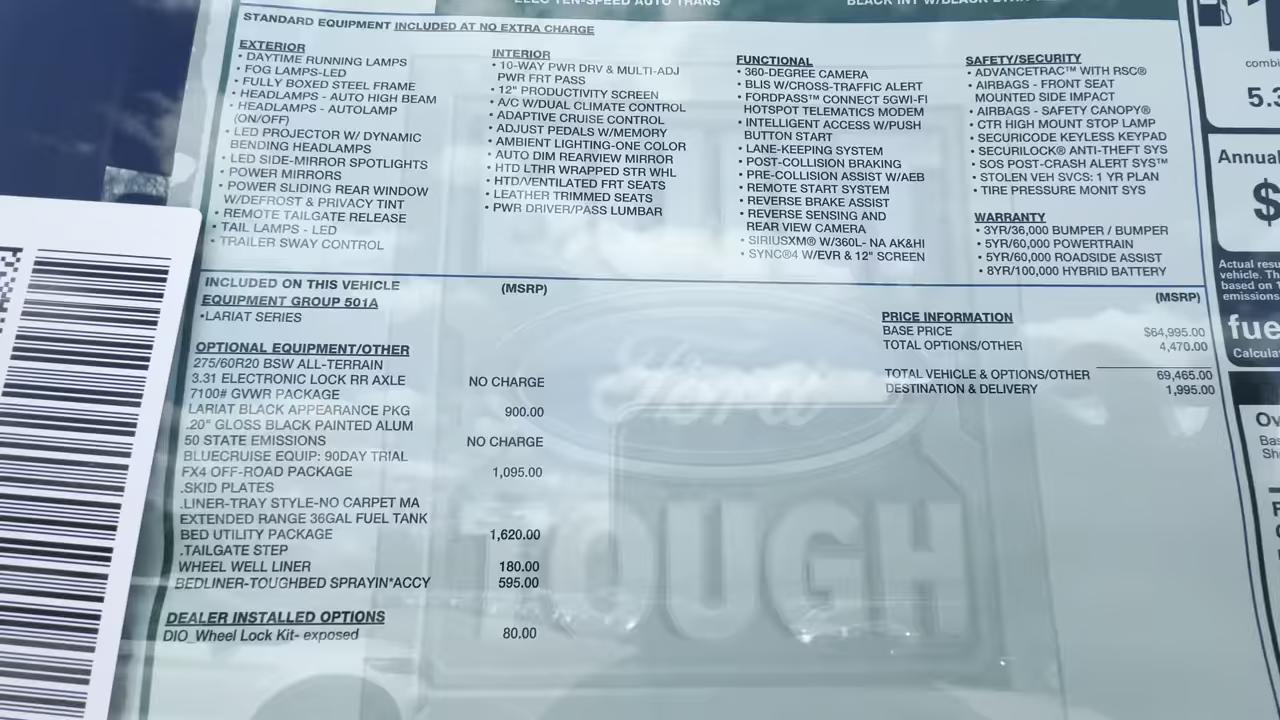 ELEC TEN-SPEED AUTO TRANS
STANDARD EQUIPMENT INCLUDED AT NO EXTRA CHARGE
EXTERIOR
• DAYTIME RUNNING LAMPS
• FOG LAMPS-LED
• FULLY BOXED STEEL FRAME
• HEADLAMPS - AUTO HIGH BEAM
• HEADLAMPS - AUTOLAMP
(ON/OFF)
• LED PROJECTOR W/ DYNAMIC
BENDING HEADLAMPS
• LED SIDE-MIRROR SPOTLIGHTS
• POWER MIRRORS
• POWER SLIDING REAR WINDOW
W/DEFROST & PRIVACY TINT
• REMOTE TAILGATE RELEASE
• TAIL LAMPS - LED
• TRAILER SWAY CONTROL
INTERIOR
• 10-WAY PWR DRV & MULTI-ADJ
PWR FRT PASS
• 12" PRODUCTIVITY SCREEN
• A/C W/DUAL CLIMATE CONTROL
• ADAPTIVE CRUISE CONTROL
• ADJUST PEDALS W/MEMORY
• AMBIENT LIGHTING-ONE COLOR
• AUTO DIM REARVIEW MIRROR
• HTD LTHR WRAPPED STR WHL
• HTD/VENTILATED FRT SEATS
• LEATHER TRIMMED SEATS
• PWR DRIVER/PASS LUMBAR
FUNCTIONAL
• 360-DEGREE CAMERA
• BLIS W/CROSS-TRAFFIC ALERT
• FORDPASS™ CONNECT 5GWI-FI
HOTSPOT TELEMATICS MODEM
• INTELLIGENT ACCESS W/PUSH
BUTTON START
• LANE-KEEPING SYSTEM
• POST-COLLISION BRAKING
• PRE-COLLISION ASSIST W/AEB
• REMOTE START SYSTEM
• REVERSE BRAKE ASSIST
• REVERSE SENSING AND
REAR VIEW CAMERA
• SIRIUSXM® W/360L- NA AK&HI
• SYNC®4 W/EVR & 12" SCREEN
SAFETY/SECURITY
• ADVANCETRAC™ WITH RSC®
• AIRBAGS - FRONT SEAT
MOUNTED SIDE IMPACT
• AIRBAGS - SAFETY CANOPY®
• CTR HIGH MOUNT STOP LAMP
• SECURICODE KEYLESS KEYPAD
• SECURILOCK® ANTI-THEFT SYS
• SOS POST-CRASH ALERT SYS™
• STOLEN VEH SVCS: 1 YR PLAN
• TIRE PRESSURE MONIT SYS
WARRANTY
• 3YR/36,000 BUMPER / BUMPER
• 5YR/60,000 POWERTRAIN
• 5YR/60,000 ROADSIDE ASSIST
• 8YR/100,000 HYBRID BATTERY
INCLUDED ON THIS VEHICLE (MSRP)
EQUIPMENT GROUP 501A
•LARIAT SERIES
OPTIONAL EQUIPMENT/OTHER
275/60R20 BSW ALL-TERRAIN
3.31 ELECTRONIC LOCK RR AXLE NO CHARGE
7100# GVWR PACKAGE
LARIAT BLACK APPEARANCE PKG 900.00
.20" GLOSS BLACK PAINTED ALUM
50 STATE EMISSIONS NO CHARGE
BLUECRUISE EQUIP: 90DAY TRIAL
FX4 OFF-ROAD PACKAGE 1,095.00
.SKID PLATES
.LINER-TRAY STYLE-NO CARPET MA
EXTENDED RANGE 36GAL FUEL TANK
BED UTILITY PACKAGE 1,620.00
.TAILGATE STEP
WHEEL WELL LINER 180.00
BEDLINER-TOUGHBED SPRAYIN*ACCY 595.00
DEALER INSTALLED OPTIONS
DIO_Wheel Lock Kit- exposed 80.00
(MSRP)
PRICE INFORMATION
BASE PRICE $64,995.00
TOTAL OPTIONS/OTHER 4,470.00
TOTAL VEHICLE & OPTIONS/OTHER 69,465.00
DESTINATION & DELIVERY 1,995.00
Ford
TOUGH
5.3
Annual
$
Actual resu
vehicle. Th
based on 1
emissions
fue
Calcula
Ov
Bas